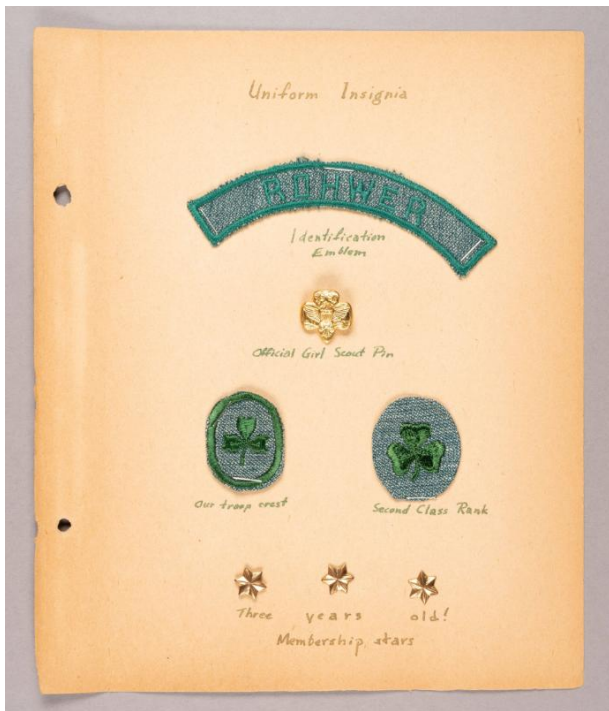 Uniform Insignia
ROHWER
Identification
Emblem
Official Girl Scout Pin
Our troop crest
Second Class Rank
Three years old!
Membership stars